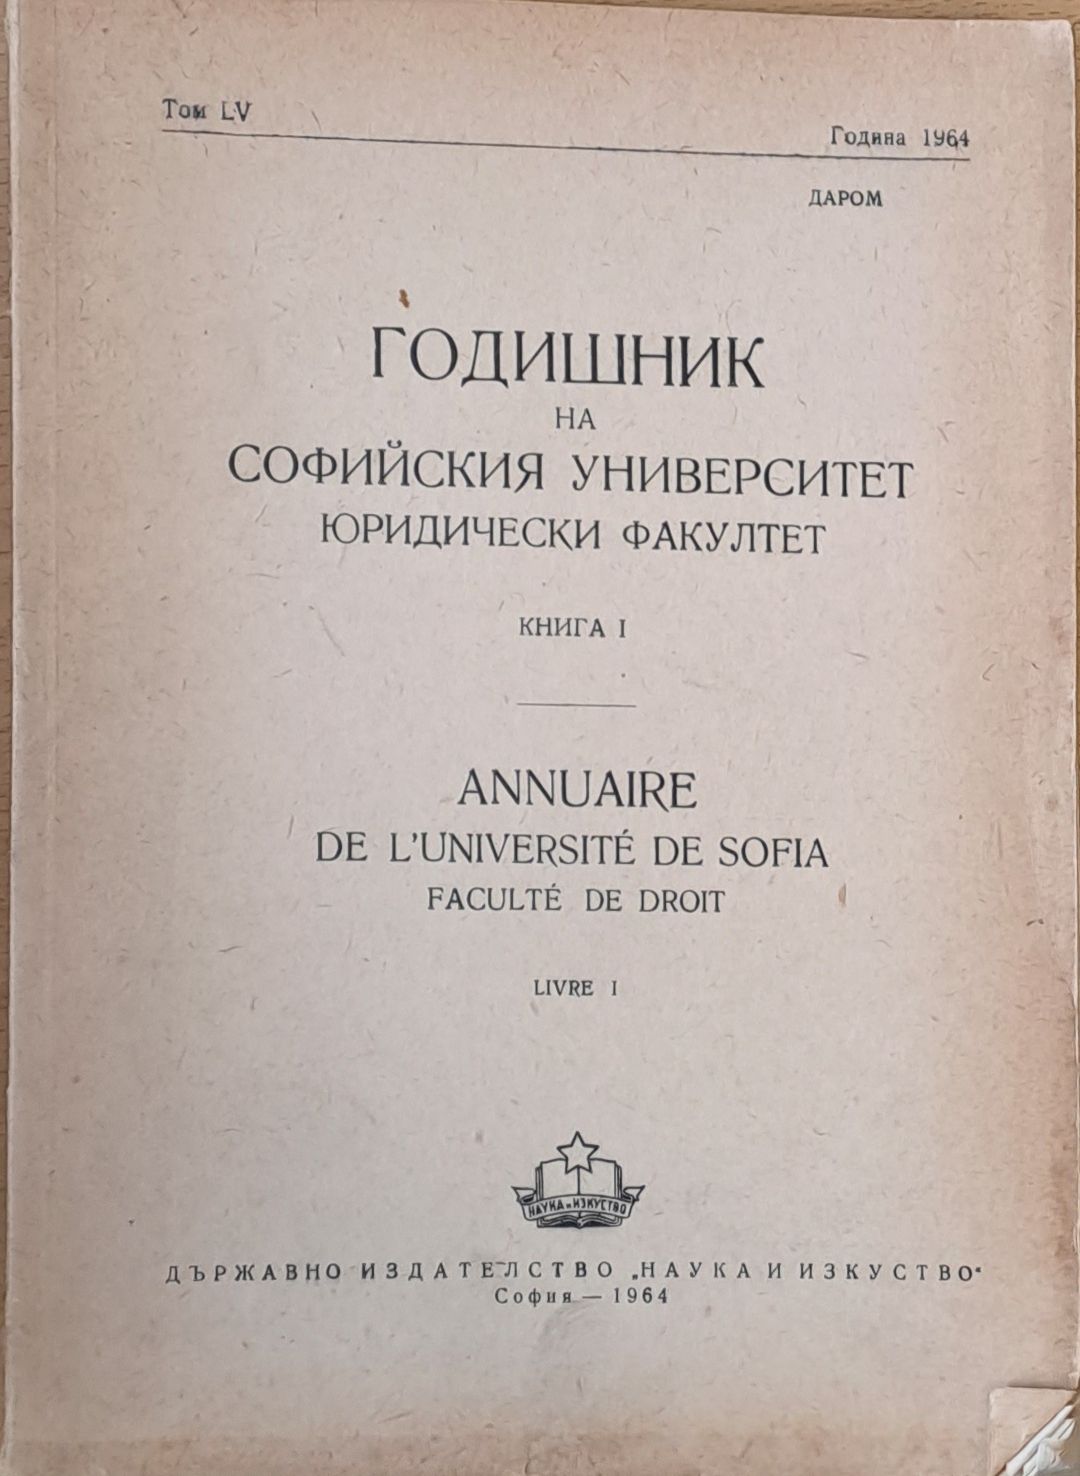 Том LV
Година 1964
ДАРОМ
ГОДИШНИК
НА
СОФИЙСКИЯ УНИВЕРСИТЕТ
ЮРИДИЧЕСКИ ФАКУЛТЕТ
КНИГА I
ANNUAIRE
DE L'UNIVERSITÉ DE SOFIA
FACULTÉ DE DROIT
LIVRE I
НАУКА и ИЗКУСТВО
ДЪРЖАВНО ИЗДАТЕЛСТВО „НАУКА И ИЗКУСТВО“
София — 1964